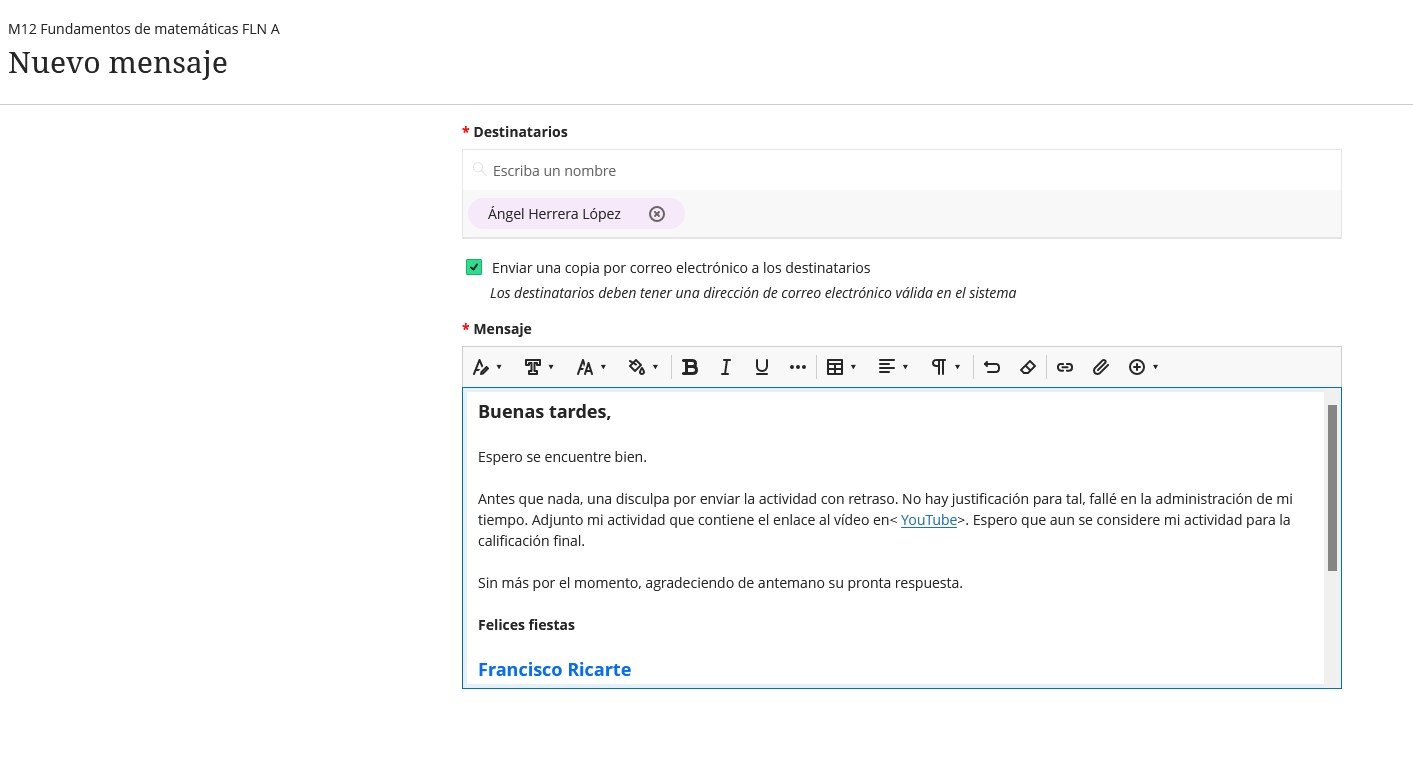 M12 Fundamentos de matemáticas FLN A
Nuevo mensaje
* Destinatarios
Escriba un nombre
Ángel Herrera López
Enviar una copia por correo electrónico a los destinatarios
Los destinatarios deben tener una dirección de correo electrónico válida en el sistema
* Mensaje
Buenas tardes,
Espero se encuentre bien.
Antes que nada, una disculpa por enviar la actividad con retraso. No hay justificación para tal, fallé en la administración de mi
tiempo. Adjunto mi actividad que contiene el enlace al vídeo en< YouTube>. Espero que aun se considere mi actividad para la
calificación final.
Sin más por el momento, agradeciendo de antemano su pronta respuesta.
Felices fiestas
Francisco Ricarte